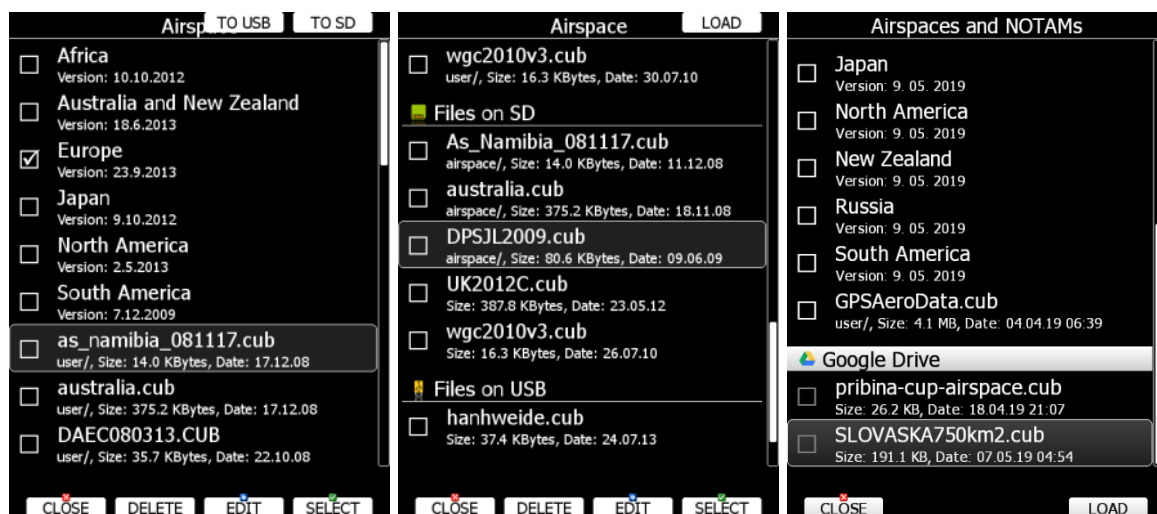 Airsp
TO USB
TO SD
Africa
Version: 10.10.2012
Australia and New Zealand
Version: 18.6.2013
Europe
Version: 23.9.2013
Japan
Version: 9.10.2012
North America
Version: 2.5.2013
South America
Version: 7.12.2009
as_namibia_081117.cub
user/, Size: 14.0 KBytes, Date: 17.12.08
australia.cub
user/, Size: 375.2 KBytes, Date: 17.12.08
DAEC080313.CUB
user/, Size: 35.7 KBytes, Date: 22.10.08
CLOSE DELETE EDIT SELECT
Airspace
LOAD
wgc2010v3.cub
user/, Size: 16.3 KBytes, Date: 30.07.10
Files on SD
As_Namibia_081117.cub
airspace/, Size: 14.0 KBytes, Date: 11.12.08
australia.cub
airspace/, Size: 375.2 KBytes, Date: 18.11.08
DPSJL2009.cub
airspace/, Size: 80.6 KBytes, Date: 09.06.09
UK2012C.cub
Size: 387.8 KBytes, Date: 23.05.12
wgc2010v3.cub
Size: 16.3 KBytes, Date: 26.07.10
Files on USB
hanhweide.cub
Size: 37.4 KBytes, Date: 24.07.13
CLOSE DELETE EDIT SELECT
Airspaces and NOTAMs
Japan
Version: 9. 05. 2019
North America
Version: 9. 05. 2019
New Zealand
Version: 9. 05. 2019
Russia
Version: 9. 05. 2019
South America
Version: 9. 05. 2019
GPSAeroData.cub
user/, Size: 4.1 MB, Date: 04.04.19 06:39
Google Drive
pribina-cup-airspace.cub
Size: 26.2 KB, Date: 18.04.19 21:07
SLOVASKA750km2.cub
Size: 191.1 KB, Date: 07.05.19 04:54
CLOSE LOAD